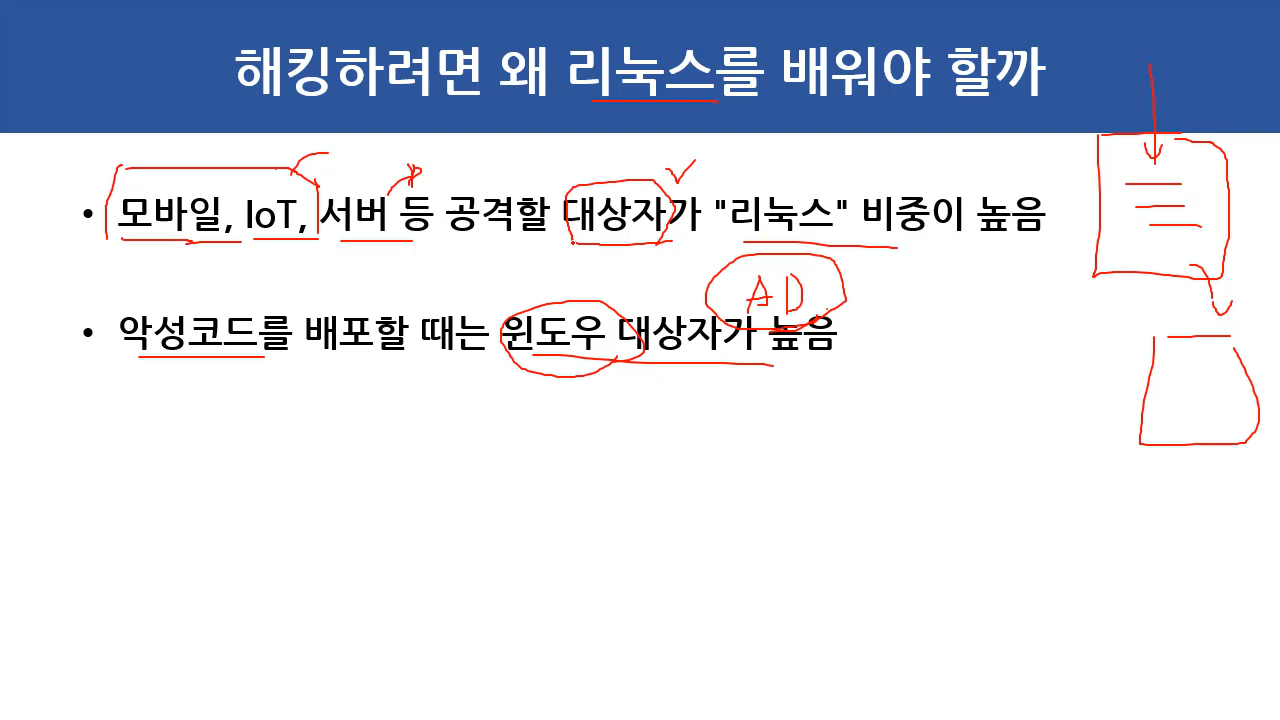 해킹하려면 왜 리눅스를 배워야 할까
• 모바일, IoT, 서버 등 공격할 대상자가 "리눅스" 비중이 높음
AD
• 악성코드를 배포할 때는 윈도우 대상자가 높음